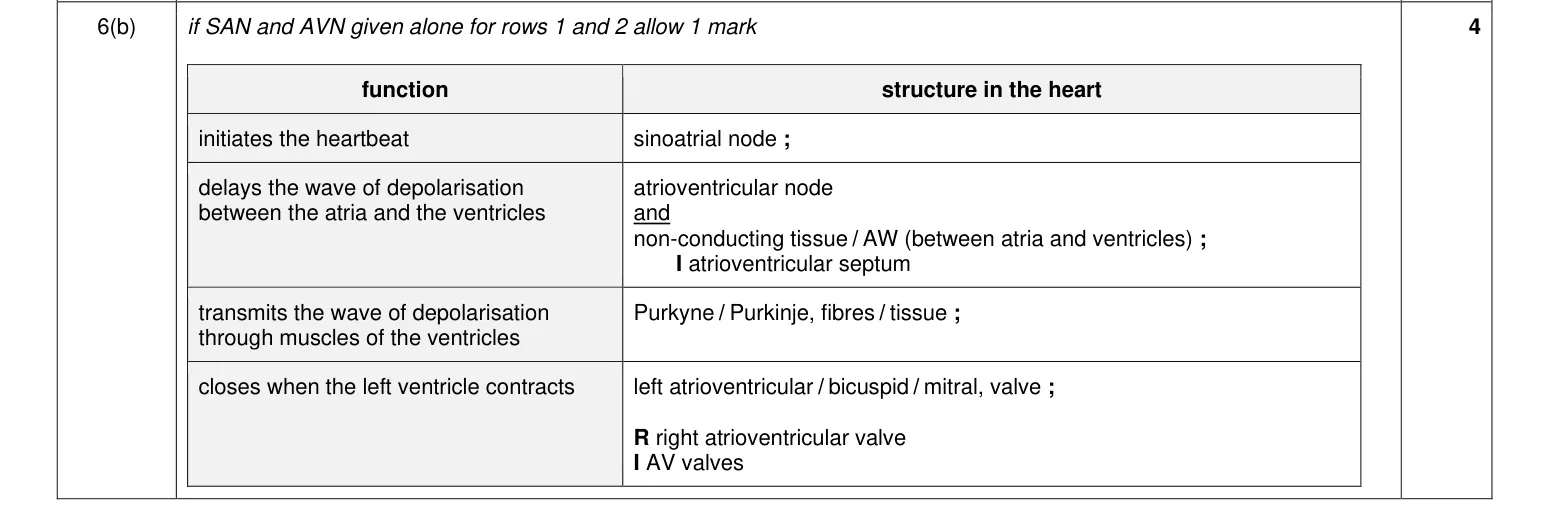 6(b)
if SAN and AVN given alone for rows 1 and 2 allow 1 mark
4
function
structure in the heart
initiates the heartbeat
sinoatrial node ;
delays the wave of depolarisation
between the atria and the ventricles
atrioventricular node
and
non-conducting tissue / AW (between atria and ventricles) ;
I atrioventricular septum
transmits the wave of depolarisation
through muscles of the ventricles
Purkyne / Purkinje, fibres / tissue ;
closes when the left ventricle contracts
left atrioventricular / bicuspid / mitral, valve ;
R right atrioventricular valve
I AV valves